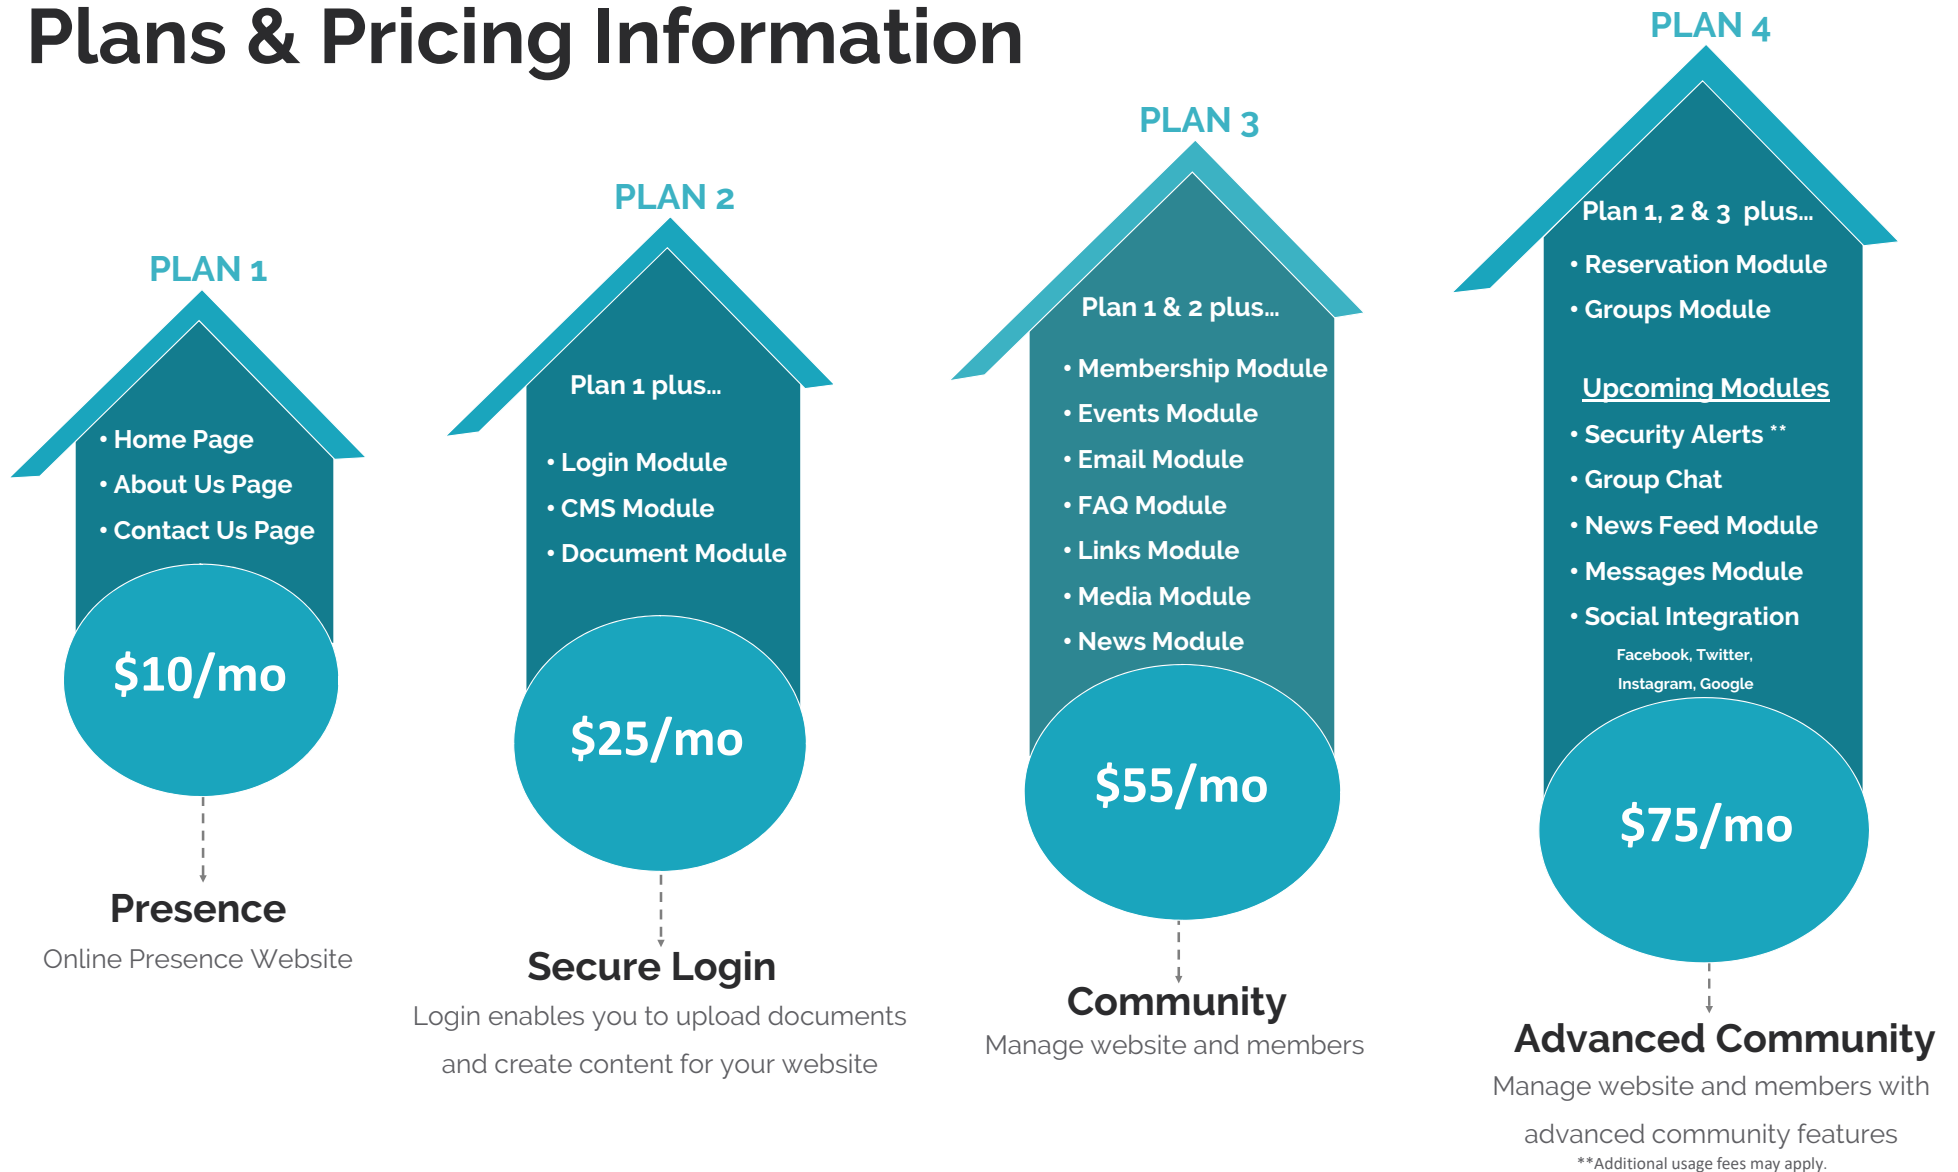 Plans & Pricing Information
PLAN 1
• Home Page
• About Us Page
• Contact Us Page
$10/mo
Presence
Online Presence Website
PLAN 2
Plan 1 plus...
• Login Module
• CMS Module
• Document Module
$25/mo
Secure Login
Login enables you to upload documents
and create content for your website
PLAN 3
Plan 1 & 2 plus...
• Membership Module
• Events Module
• Email Module
• FAQ Module
• Links Module
• Media Module
• News Module
$55/mo
Community
Manage website and members
PLAN 4
Plan 1, 2 & 3 plus...
• Reservation Module
• Groups Module
Upcoming Modules
• Security Alerts **
• Group Chat
• News Feed Module
• Messages Module
• Social Integration
Facebook, Twitter,
Instagram, Google
$75/mo
Advanced Community
Manage website and members with
advanced community features
**Additional usage fees may apply.